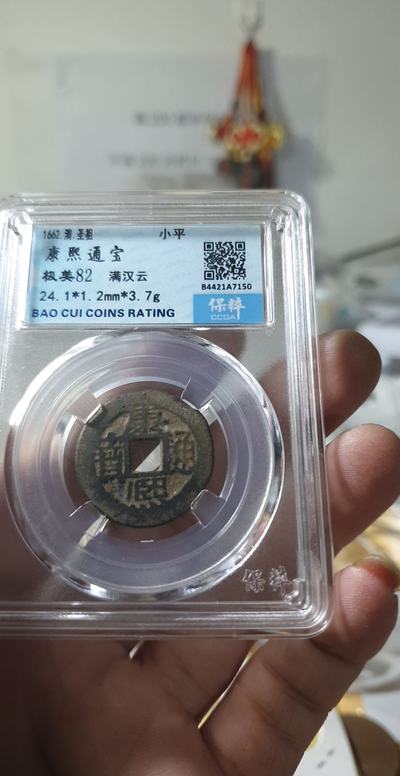 1662.清.圣祖 小平
康熙通宝
极美82 满汉云
24.1*1.2mm*3.7g
BAO CUI COINS RATING
B4421A7150
保粹
CCGA
康熙通寶
保粹